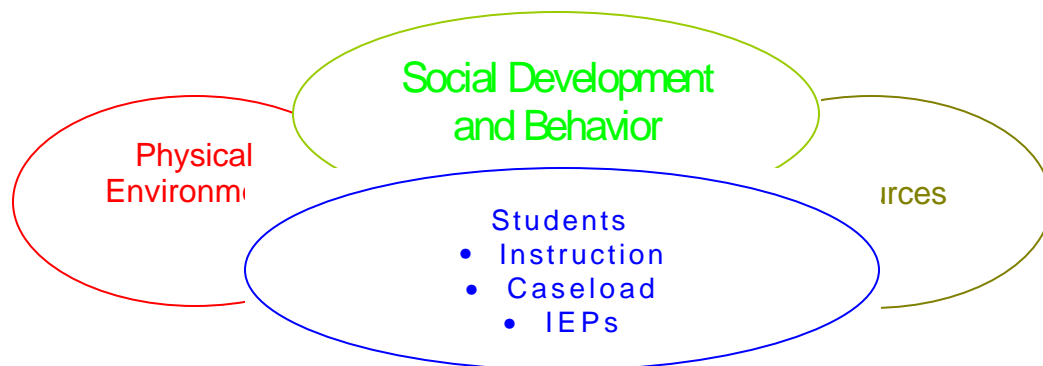 Social Development
and Behavior
Physical
Environm
urces
Students
• Instruction
• Caseload
• IEPs